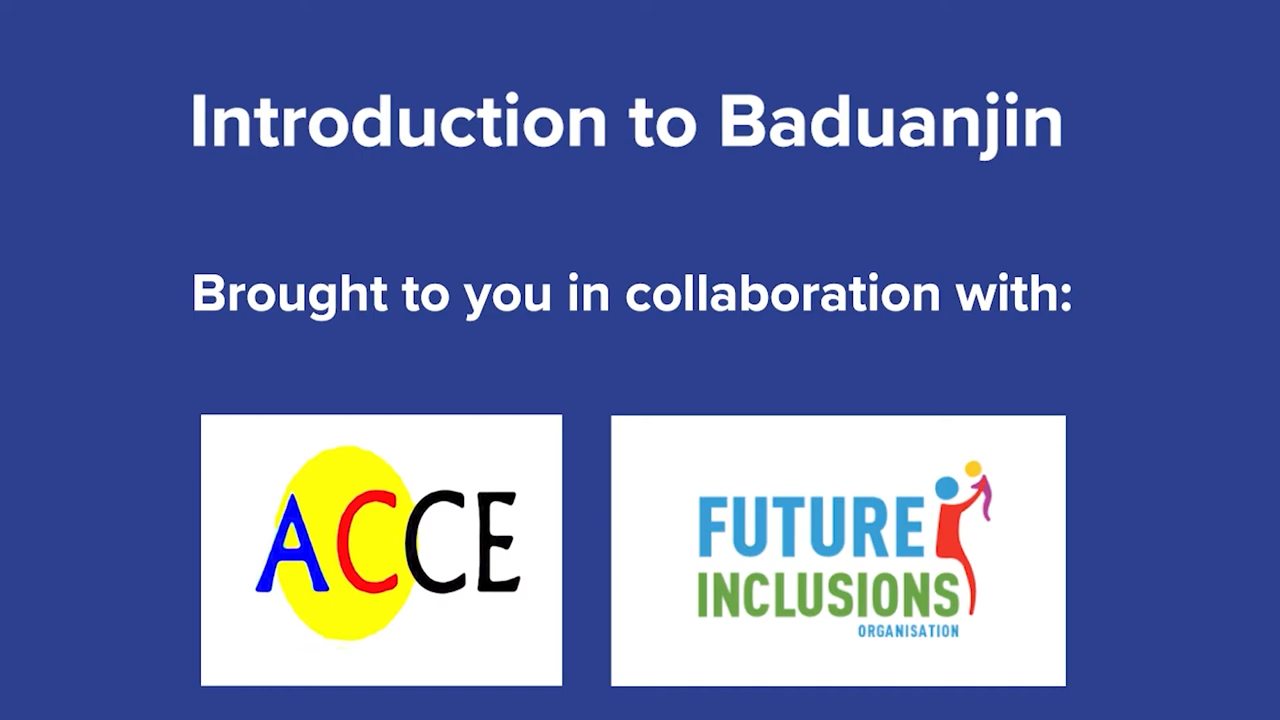 Introduction to Baduanjin
Brought to you in collaboration with:
ACCE
FUTURE
INCLUSIONS
ORGANISATION